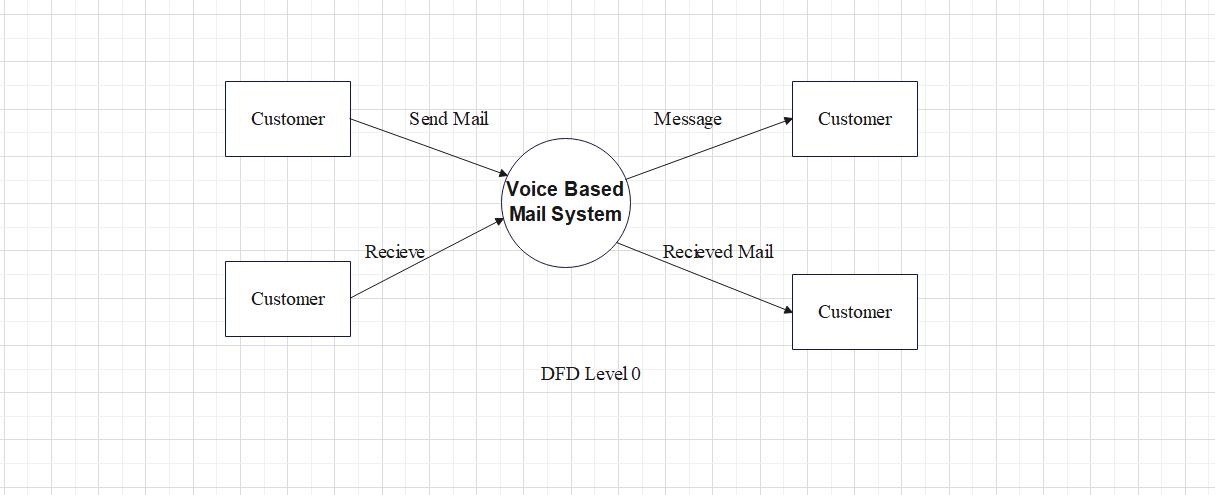 Customer
Send Mail
Message
Customer
Voice Based
Mail System
Recieve
Recieved Mail
Customer
Customer
DFD Level 0